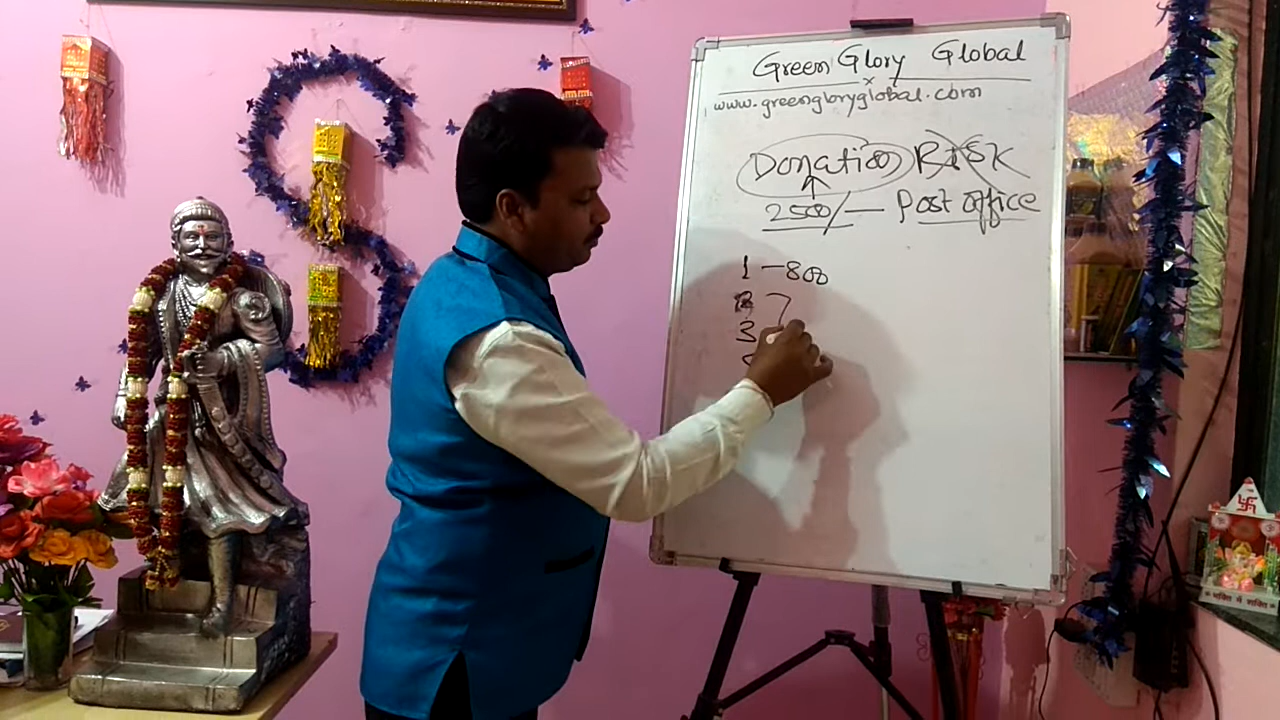 Green Glory Global
www.greengloryglobal.com
Donation Risk
2500/— Post office
1 — 800
2
3